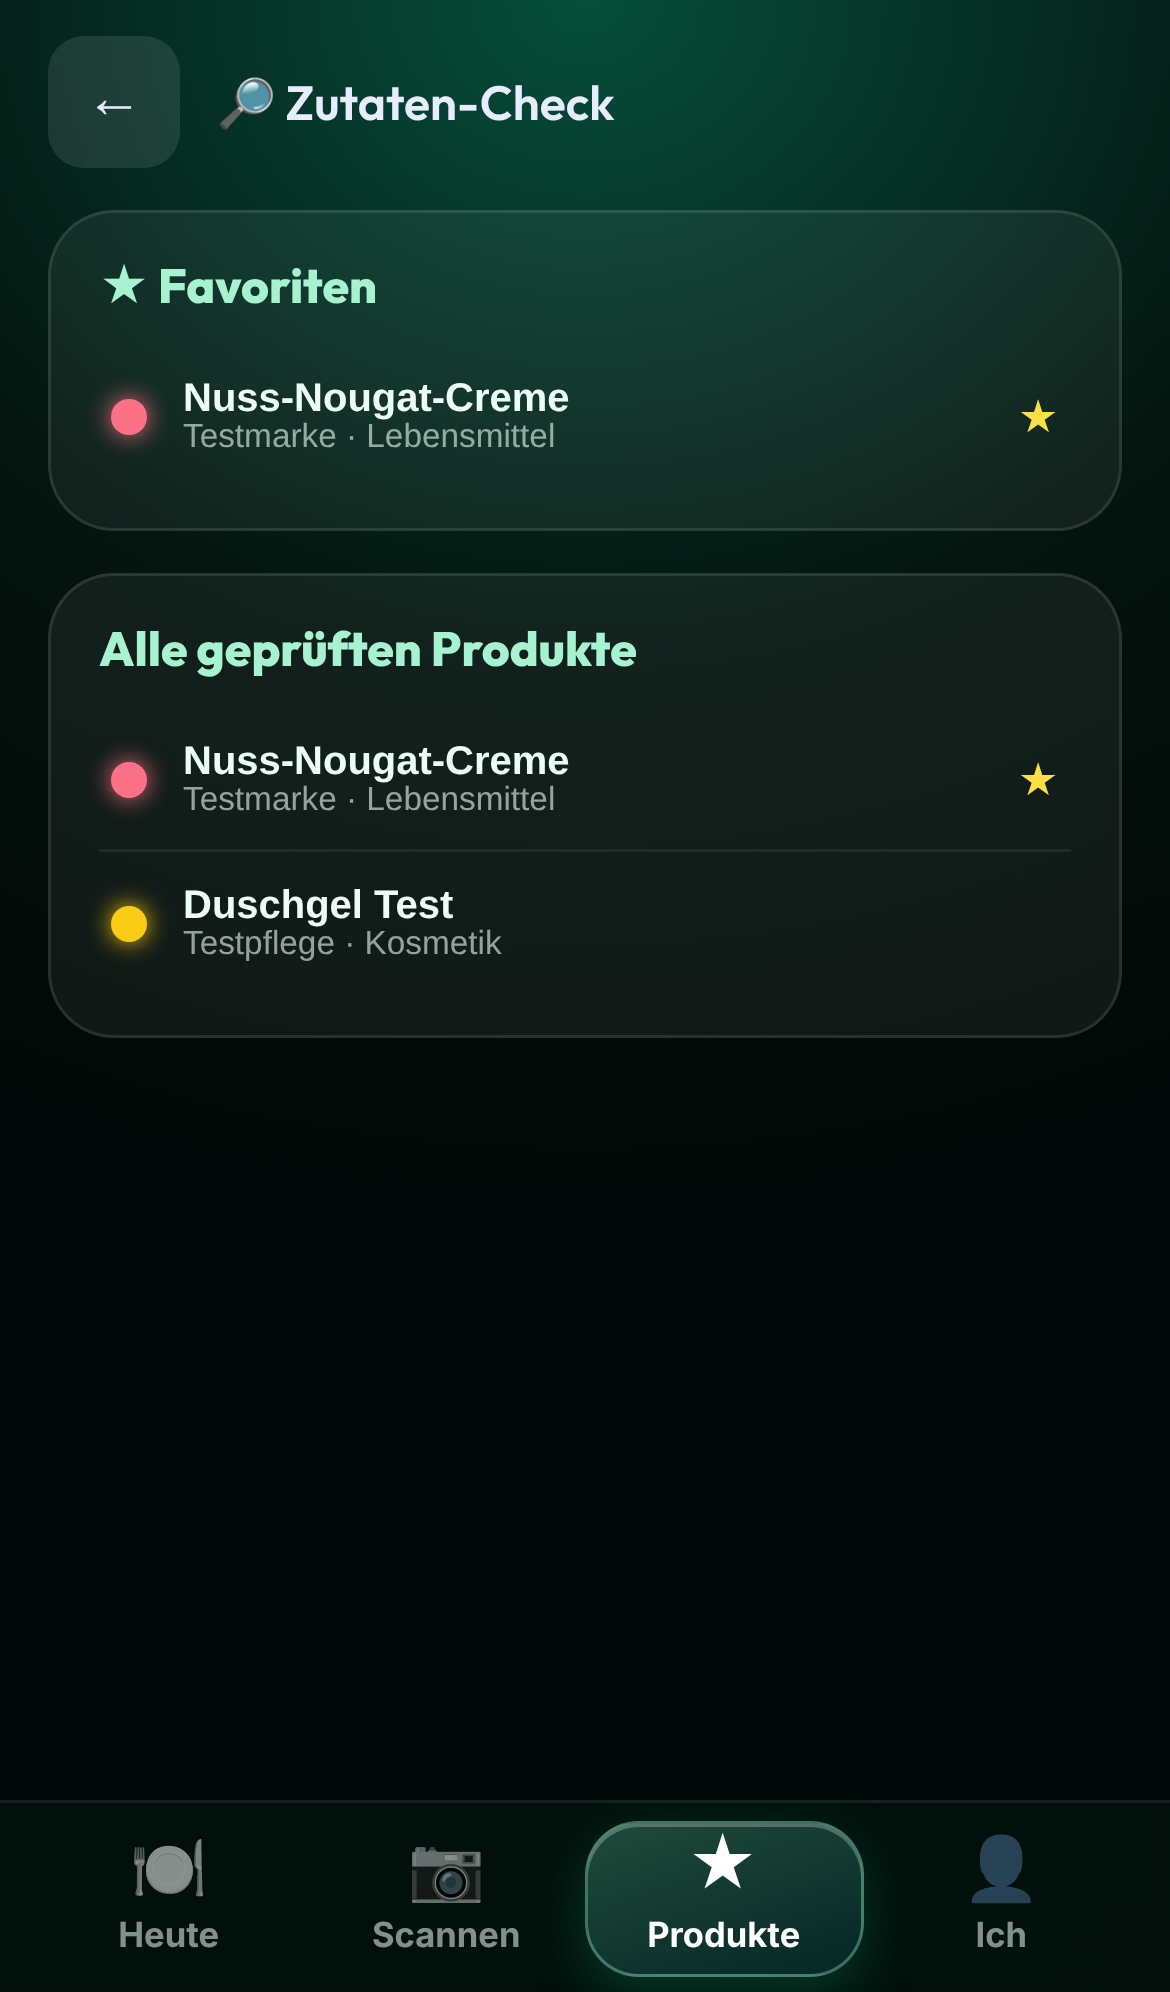 ← 🔎 Zutaten-Check
★ Favoriten
Nuss-Nougat-Creme
Testmarke · Lebensmittel
★
Alle geprüften Produkte
Nuss-Nougat-Creme
Testmarke · Lebensmittel
★
Duschgel Test
Testpflege · Kosmetik
Heute
Scannen
Produkte
Ich